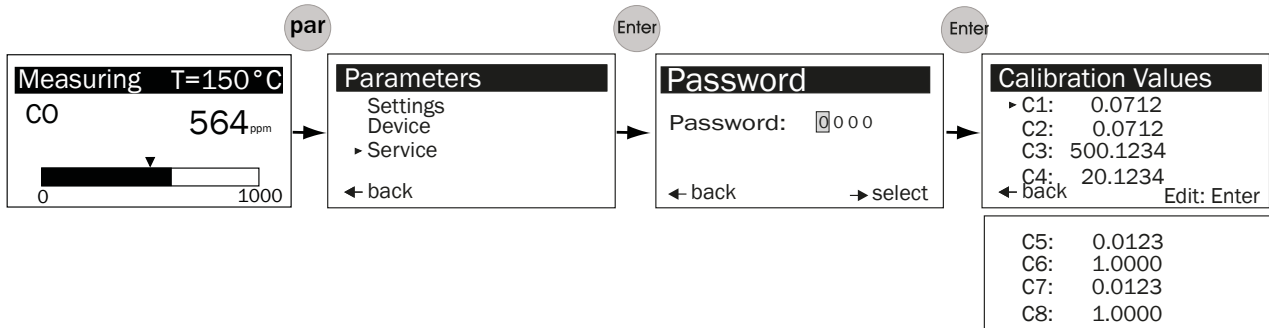 par
Enter
Enter
Measuring T=150°C
CO 564 ppm
0 1000
Parameters
Settings
Device
Service
back
Password
Password: 0000
back select
Calibration Values
C1: 0.0712
C2: 0.0712
C3: 500.1234
C4: 20.1234
back Edit: Enter
C5: 0.0123
C6: 1.0000
C7: 0.0123
C8: 1.0000